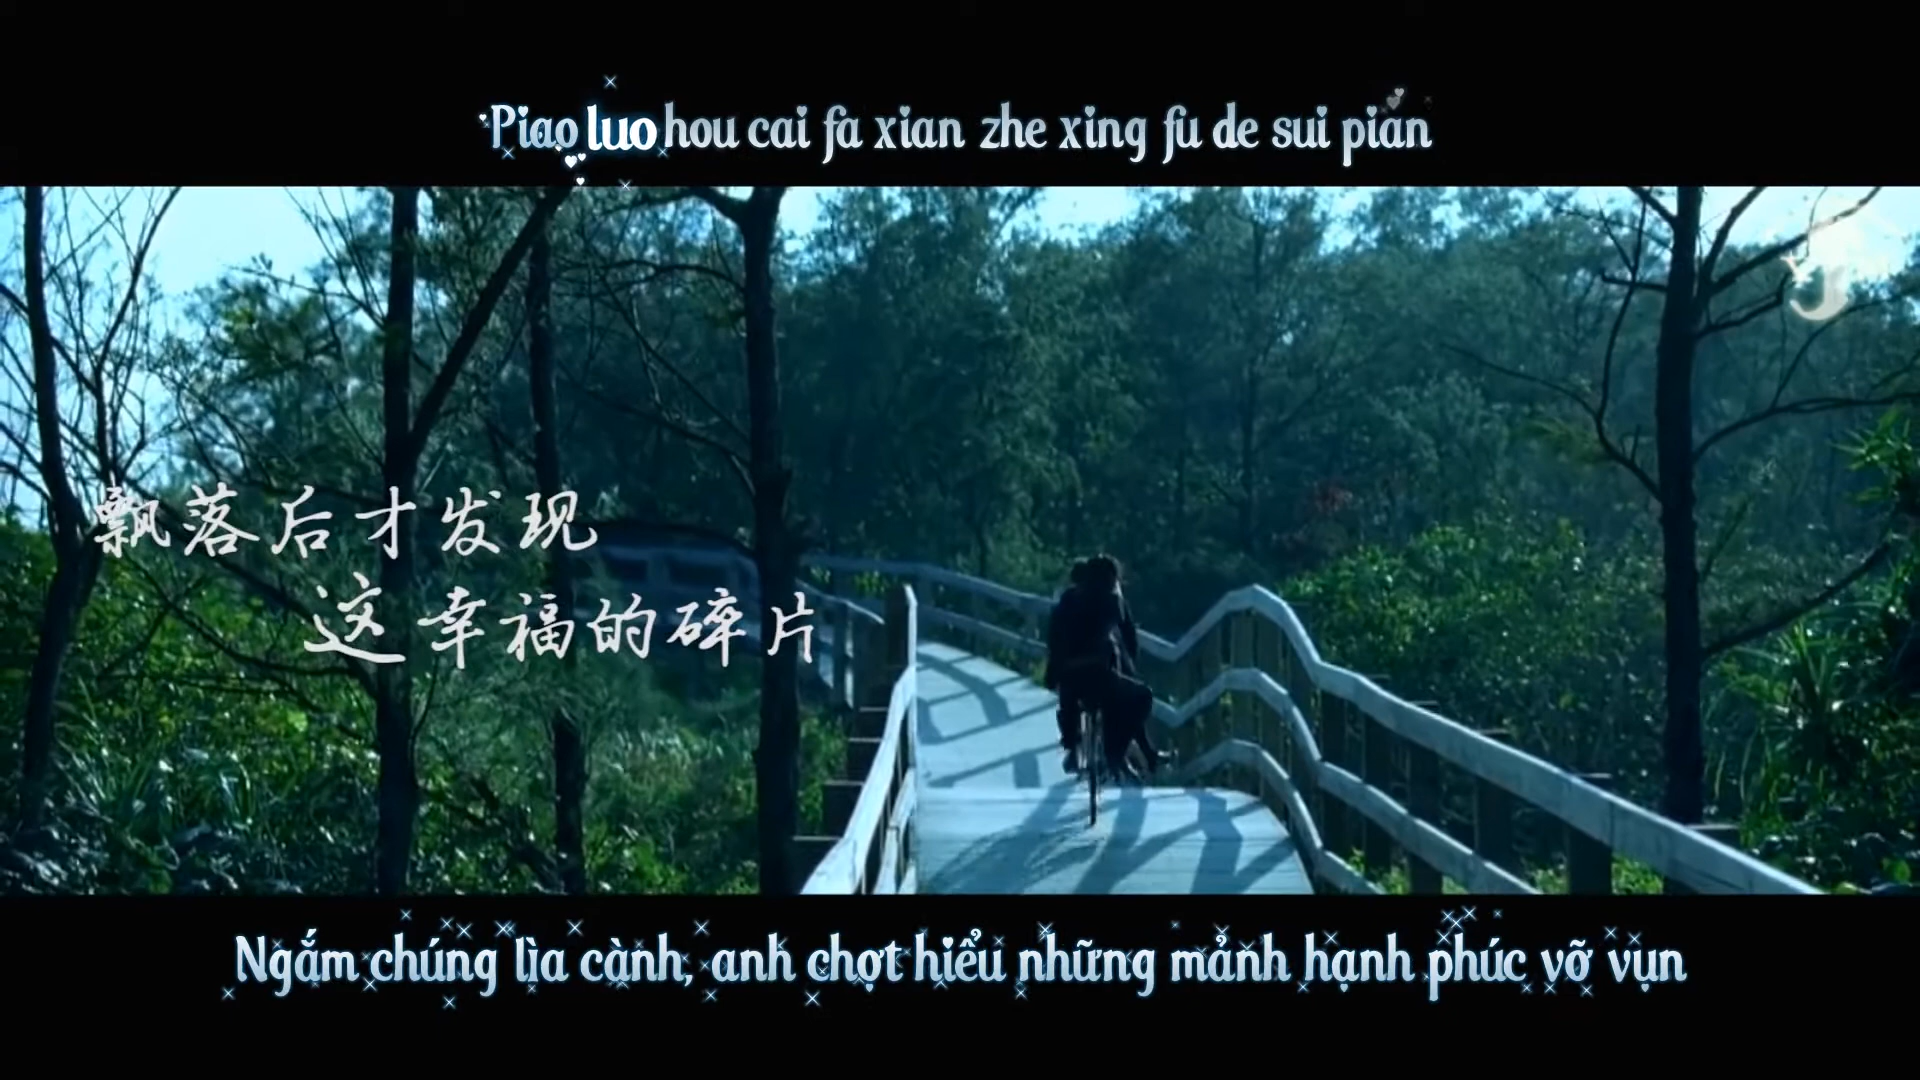 Piao luo hou cai fa xian zhe xing fu de sui pian
飘落后才发现
这幸福的碎片
Ngắm chúng lìa cành, anh chợt hiểu những mảnh hạnh phúc vỡ vụn